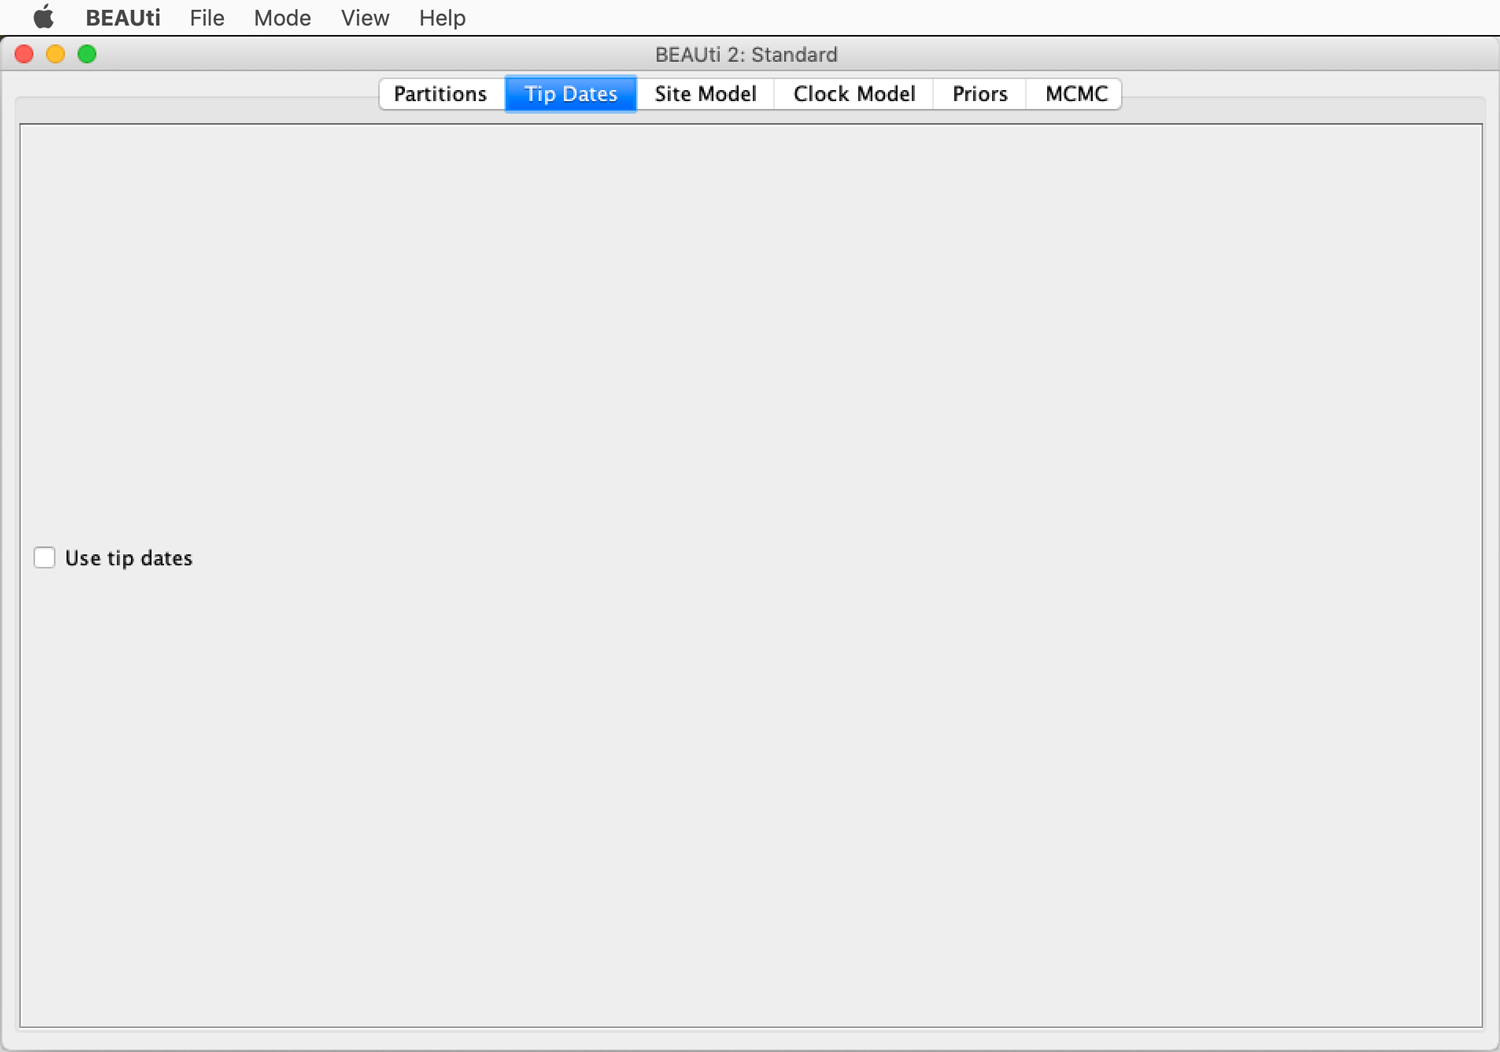 BEAUti File Mode View Help
BEAUti 2: Standard
Partitions Tip Dates Site Model Clock Model Priors MCMC
Use tip dates